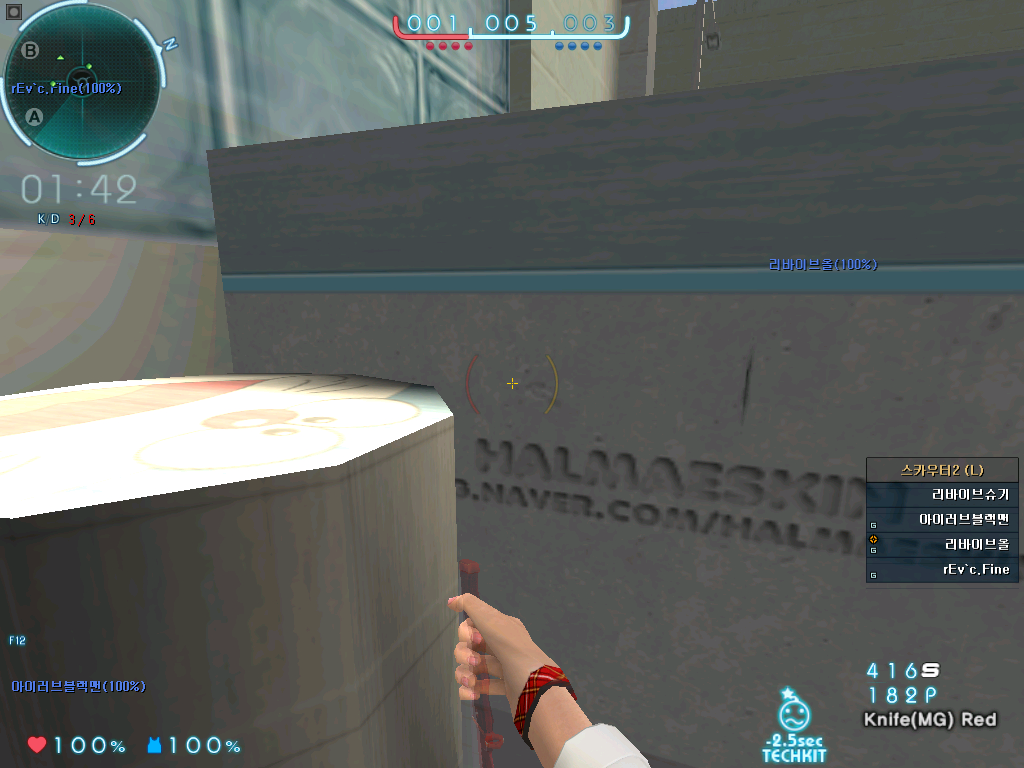 001 005 003
B
N
rEv`c.Fine(100%)
A
01:42
KD 3/6
리바이브올(100%)
HALMAESKIN
G.NAVER.COM/HALM
스카우터2 (L)
리바이브슈기
G 아이러브블랙맨
G 리바이브올
G rEv`c.Fine
F12
아이러브블랙맨(100%)
416S
182P
Knife(MG) Red
-2.5sec
TECHKIT
100% 100%